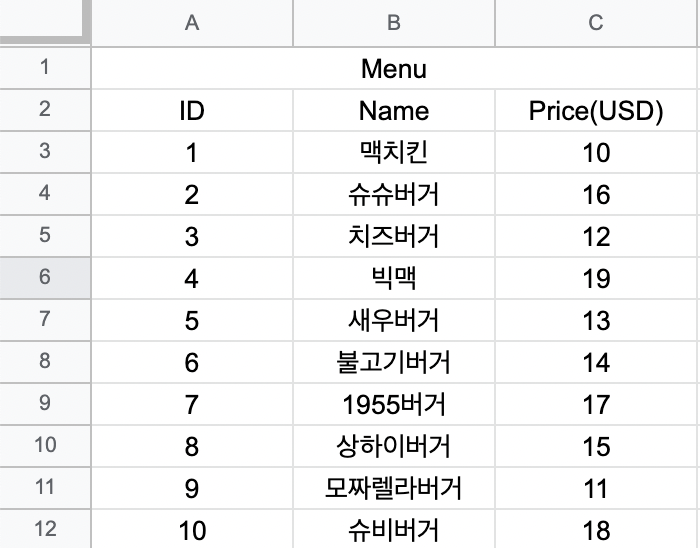 A B C
1 Menu
2 ID Name Price(USD)
3 1 맥치킨 10
4 2 슈슈버거 16
5 3 치즈버거 12
6 4 빅맥 19
7 5 새우버거 13
8 6 불고기버거 14
9 7 1955버거 17
10 8 상하이버거 15
11 9 모짜렐라버거 11
12 10 슈비버거 18